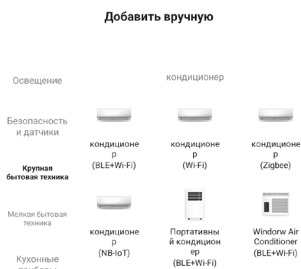 Добавить вручную
Освещение
Безопасность
и датчики
Крупная
бытовая техника
Мелкая бытовая
техника
Кухонные
приборы
кондиционер
кондиционе
р
(BLE+Wi-Fi)
кондиционе
р
(Wi-Fi)
кондиционе
р
(Zigbee)
кондиционе
р
(NB-IoT)
Портативны
й кондицион
ер
(BLE+Wi-Fi)
Windorw Air
Conditioner
(BLE+Wi-Fi)